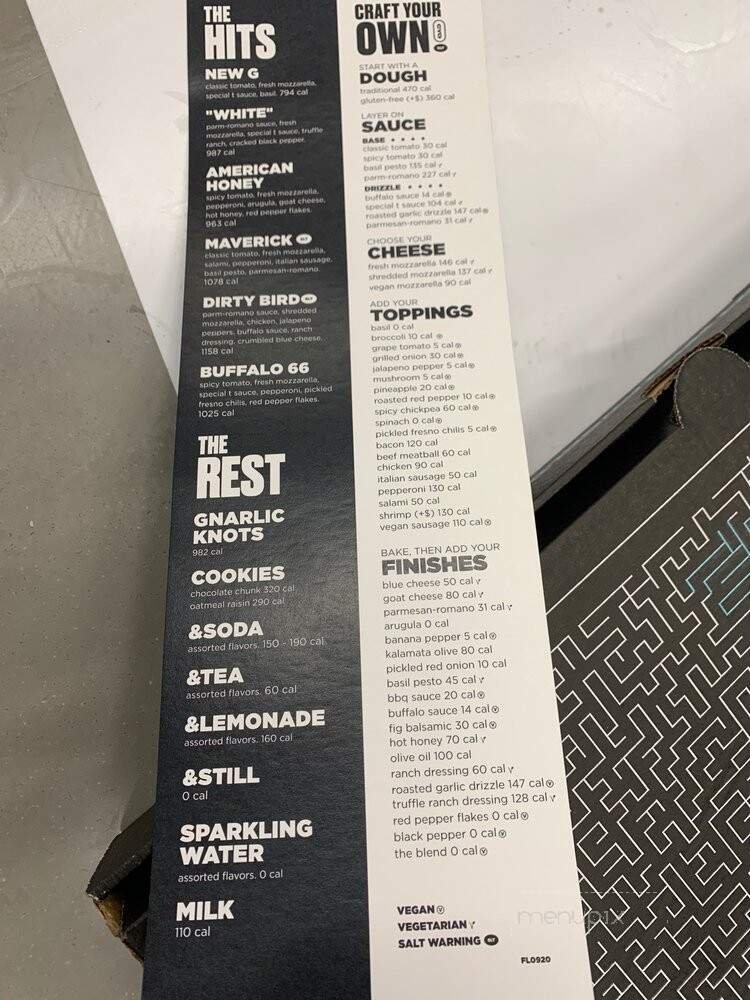 THE
HITS
NEW G
classic tomato, fresh mozzarella,
special t sauce, basil. 794 cal
"WHITE"
parm-romano sauce, fresh
mozzarella, special t sauce, truffle
ranch, cracked black pepper.
987 cal
AMERICAN
HONEY
spicy tomato, fresh mozzarella,
pepperoni, arugula, goat cheese,
hot honey, red pepper flakes.
963 cal
MAVERICK SLT
classic tomato, fresh mozzarella,
salami, pepperoni, italian sausage,
basil pesto, parmesan-romano.
1078 cal
DIRTY BIRD SLT
parm-romano sauce, shredded
mozzarella, chicken, jalapeno
peppers, buffalo sauce, ranch
dressing, crumbled blue cheese.
1158 cal
BUFFALO 66
spicy tomato, fresh mozzarella,
special t sauce, pepperoni, pickled
fresno chilis, red pepper flakes.
1025 cal
THE
REST
GNARLIC
KNOTS
982 cal
COOKIES
chocolate chunk 320 cal
oatmeal raisin 290 cal
&SODA
assorted flavors. 150 - 190 cal
&TEA
assorted flavors. 60 cal
&LEMONADE
assorted flavors. 160 cal
&STILL
0 cal
SPARKLING
WATER
assorted flavors. 0 cal
MILK
110 cal
CRAFT YOUR
OWN
START WITH A
DOUGH
traditional 470 cal
gluten-free (+$) 360 cal
LAYER ON
SAUCE
BASE • • • •
classic tomato 30 cal
spicy tomato 30 cal
basil pesto 135 cal V
parm-romano 227 cal V
DRIZZLE • • • •
buffalo sauce 14 cal Ⓥ
special t sauce 104 cal V
roasted garlic drizzle 147 cal Ⓥ
parmesan-romano 31 cal V
CHOOSE YOUR
CHEESE
fresh mozzarella 146 cal V
shredded mozzarella 137 cal V
vegan mozzarella 90 cal
ADD YOUR
TOPPINGS
basil 0 cal
broccoli 10 cal Ⓥ
grape tomato 5 cal Ⓥ
grilled onion 30 cal Ⓥ
jalapeno pepper 5 cal Ⓥ
mushroom 5 cal Ⓥ
pineapple 20 cal Ⓥ
roasted red pepper 10 cal Ⓥ
spicy chickpea 60 cal Ⓥ
spinach 0 cal Ⓥ
pickled fresno chilis 5 cal Ⓥ
bacon 120 cal
beef meatball 60 cal
chicken 90 cal
italian sausage 50 cal
pepperoni 130 cal
salami 50 cal
shrimp (+$) 130 cal
vegan sausage 110 cal Ⓥ
BAKE, THEN ADD YOUR
FINISHES
blue cheese 50 cal V
goat cheese 80 cal V
parmesan-romano 31 cal V
arugula 0 cal
banana pepper 5 cal Ⓥ
kalamata olive 80 cal
pickled red onion 10 cal
basil pesto 45 cal V
bbq sauce 20 cal Ⓥ
buffalo sauce 14 cal Ⓥ
fig balsamic 30 cal Ⓥ
hot honey 70 cal V
olive oil 100 cal
ranch dressing 60 cal V
roasted garlic drizzle 147 cal Ⓥ
truffle ranch dressing 128 cal V
red pepper flakes 0 cal Ⓥ
black pepper 0 cal Ⓥ
the blend 0 cal Ⓥ
VEGAN Ⓥ
VEGETARIAN V
SALT WARNING SLT
FL0920
menupix